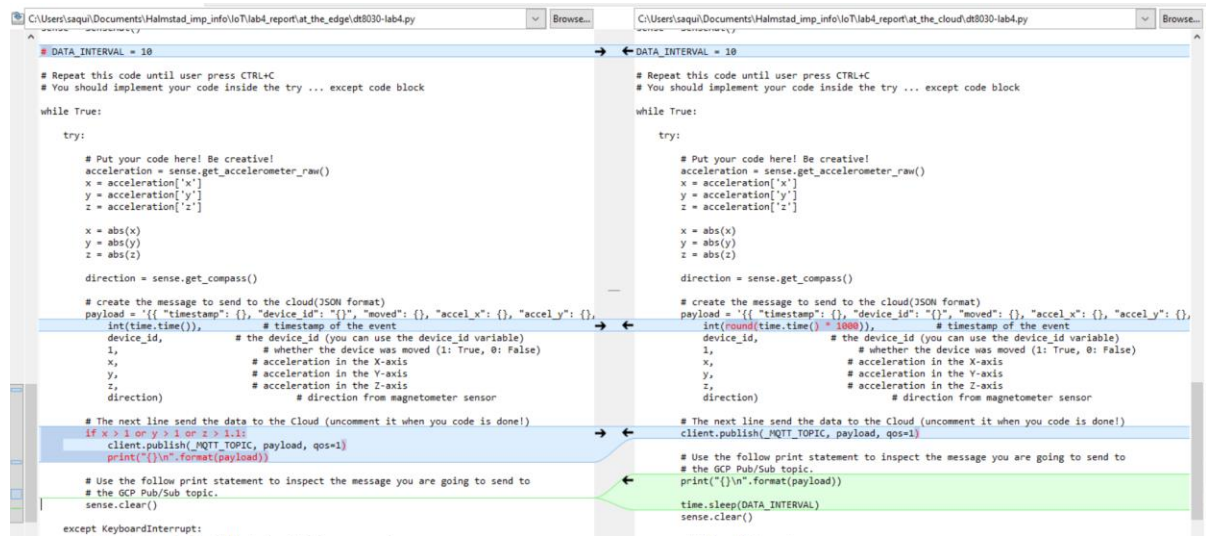 C:\Users\saqui\Documents\Halmstad_imp_info\IoT\lab4_report\at_the_edge\dt8030-lab4.py Browse...
# DATA_INTERVAL = 10
# Repeat this code until user press CTRL+C
# You should implement your code inside the try ... except code block
while True:
try:
# Put your code here! Be creative!
acceleration = sense.get_accelerometer_raw()
x = acceleration['x']
y = acceleration['y']
z = acceleration['z']
x = abs(x)
y = abs(y)
z = abs(z)
direction = sense.get_compass()
# create the message to send to the cloud(JSON format)
payload = '{{ "timestamp": {}, "device_id": "{}", "moved": {}, "accel_x": {}, "accel_y": {},
int(time.time()), # timestamp of the event
device_id, # the device_id (you can use the device_id variable)
1, # whether the device was moved (1: True, 0: False)
x, # acceleration in the X-axis
y, # acceleration in the Y-axis
z, # acceleration in the Z-axis
direction) # direction from magnetometer sensor
# The next line send the data to the Cloud (uncomment it when you code is done!)
if x > 1 or y > 1 or z > 1.1:
client.publish(_MQTT_TOPIC, payload, qos=1)
print("{}\n".format(payload))
# Use the follow print statement to inspect the message you are going to send to
# the GCP Pub/Sub topic.
sense.clear()
except KeyboardInterrupt:
C:\Users\saqui\Documents\Halmstad_imp_info\IoT\lab4_report\at_the_cloud\dt8030-lab4.py Browse...
DATA_INTERVAL = 10
# Repeat this code until user press CTRL+C
# You should implement your code inside the try ... except code block
while True:
try:
# Put your code here! Be creative!
acceleration = sense.get_accelerometer_raw()
x = acceleration['x']
y = acceleration['y']
z = acceleration['z']
x = abs(x)
y = abs(y)
z = abs(z)
direction = sense.get_compass()
# create the message to send to the cloud(JSON format)
payload = '{{ "timestamp": {}, "device_id": "{}", "moved": {}, "accel_x": {}, "accel_y": {},
int(round(time.time() * 1000)), # timestamp of the event
device_id, # the device_id (you can use the device_id variable)
1, # whether the device was moved (1: True, 0: False)
x, # acceleration in the X-axis
y, # acceleration in the Y-axis
z, # acceleration in the Z-axis
direction) # direction from magnetometer sensor
# The next line send the data to the Cloud (uncomment it when you code is done!)
client.publish(_MQTT_TOPIC, payload, qos=1)
# Use the follow print statement to inspect the message you are going to send to
# the GCP Pub/Sub topic.
print("{}\n".format(payload))
time.sleep(DATA_INTERVAL)
sense.clear()